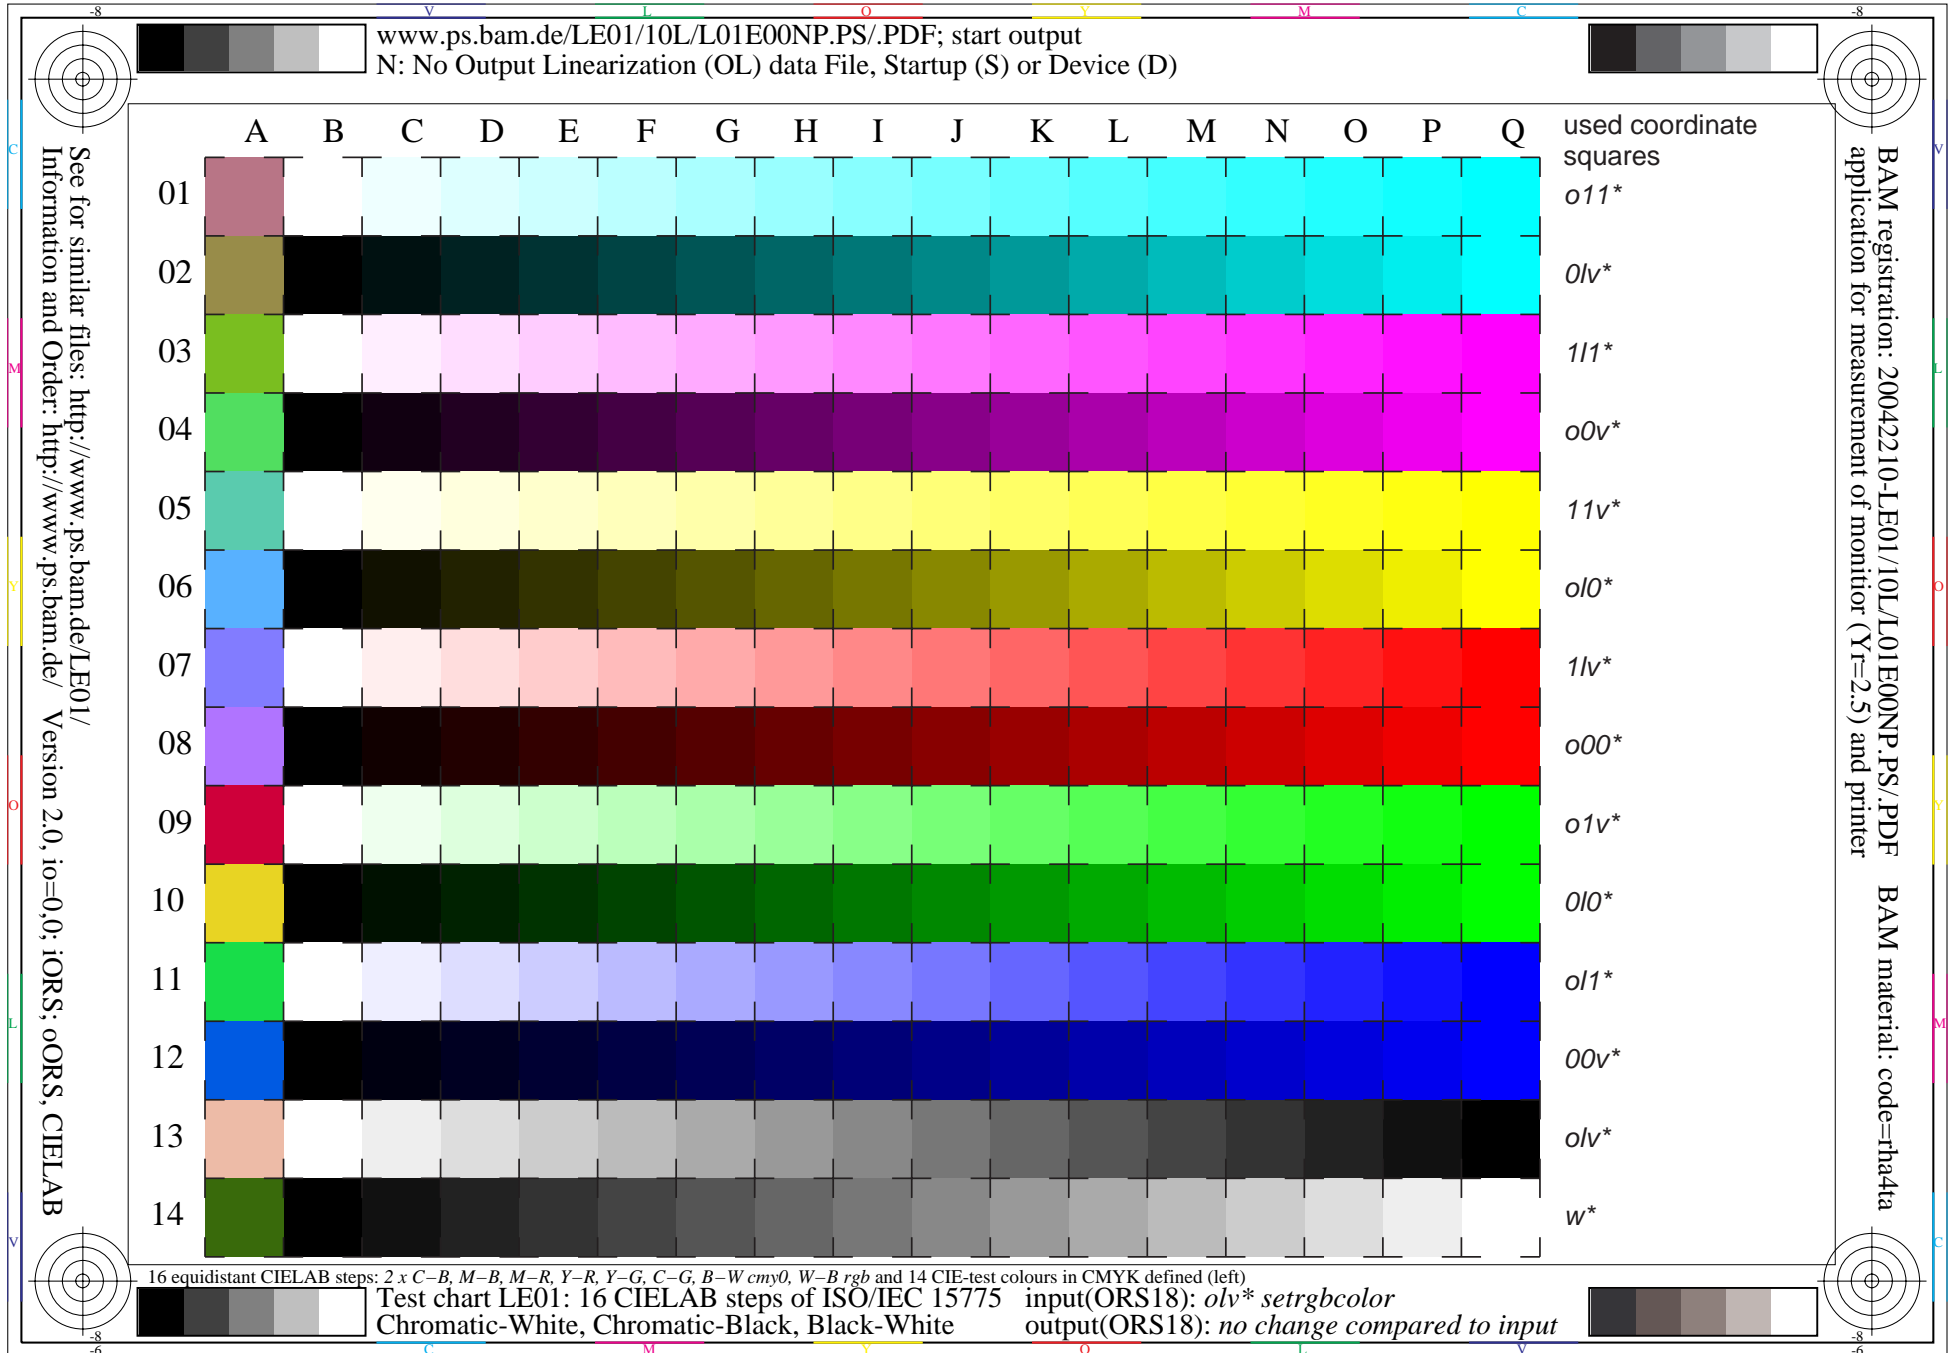 -8 V L O Y M C -8
www.ps.bam.de/LE01/10L/L01E00NP.PS/.PDF; start output
N: No Output Linearization (OL) data File, Startup (S) or Device (D)
A B C D E F G H I J K L M N O P Q
used coordinate
squares
01 o11*
02 0lv*
03 1l1*
04 o0v*
05 11v*
06 ol0*
07 1lv*
08 o00*
09 o1v*
10 0l0*
11 ol1*
12 00v*
13 olv*
14 w*
See for similar files: http://www.ps.bam.de/LE01/
Information and Order: http://www.ps.bam.de/ Version 2.0, io=0,0; iORS; oORS, CIELAB
BAM registration: 20042210-LE01/10L/L01E00NP.PS/.PDF BAM material: code=rha4ta
application for measurement of monitior (Yr=2.5) and printer
C
M
Y
O
L
V
V
L
O
Y
M
C
16 equidistant CIELAB steps: 2 x C−B, M−B, M−R, Y−R, Y−G, C−G, B−W cmy0, W−B rgb and 14 CIE-test colours in CMYK defined (left)
Test chart LE01: 16 CIELAB steps of ISO/IEC 15775 input(ORS18): olv* setrgbcolor
Chromatic-White, Chromatic-Black, Black-White output(ORS18): no change compared to input
-8 -8
-6 C M Y O L V -6